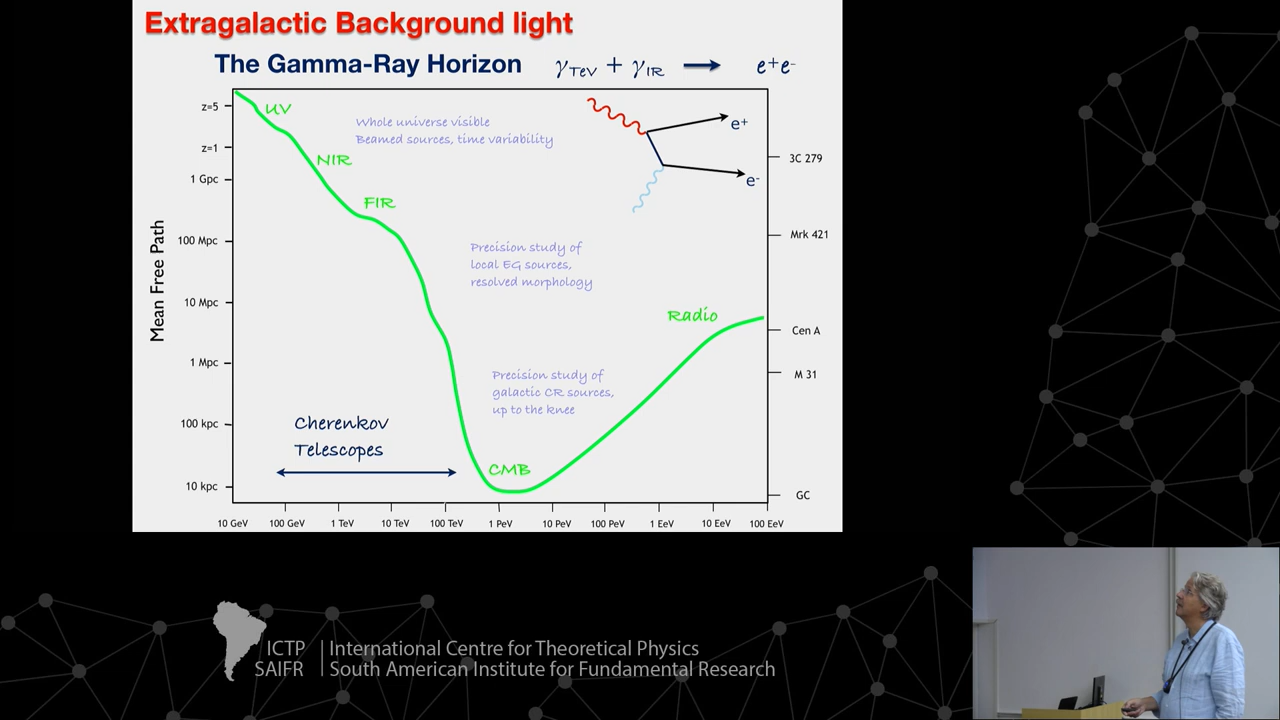 Extragalactic Background light
The Gamma-Ray Horizon
γTeV + γIR → e+e-
z=5
z=1
1 Gpc
100 Mpc
10 Mpc
1 Mpc
100 kpc
10 kpc
Mean Free Path
UV
NIR
FIR
CMB
Radio
Whole universe visible
Beamed sources, time variability
e+
e-
Precision study of
local EG sources,
resolved morphology
Precision study of
galactic CR sources,
up to the knee
Cherenkov
Telescopes
3C 279
Mrk 421
Cen A
M 31
GC
10 GeV 100 GeV 1 TeV 10 TeV 100 TeV 1 PeV 10 PeV 100 PeV 1 EeV 10 EeV 100 EeV
ICTP
SAIFR
International Centre for Theoretical Physics
South American Institute for Fundamental Research